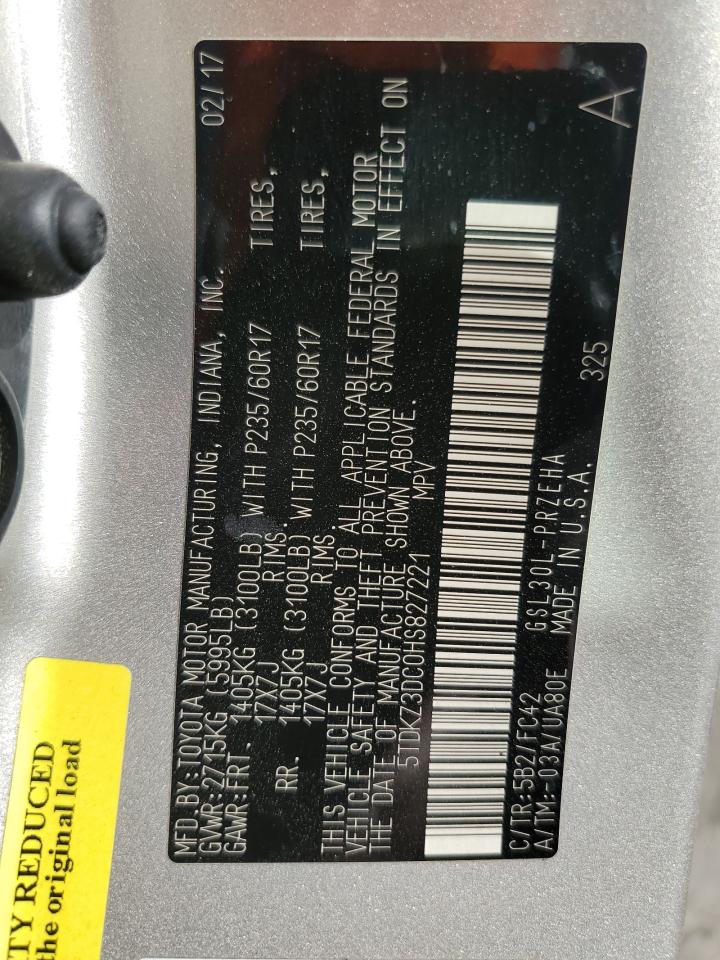 MFD BY:TOYOTA MOTOR MANUFACTURING, INDIANA, INC. 02/17
GVWR:2715KG (5995LB)
GAWR:FRT. 1405KG (3100LB) WITH P235/60R17 TIRES,
17X7J RIMS.
RR. 1405KG (3100LB) WITH P235/60R17 TIRES,
17X7J RIMS.
THIS VEHICLE CONFORMS TO ALL APPLICABLE FEDERAL MOTOR
VEHICLE SAFETY AND THEFT PREVENTION STANDARDS IN EFFECT ON
THE DATE OF MANUFACTURE SHOWN ABOVE.
5TDKZ3DC0HS827221 MPV
C/TR:5B2/FC42 GSL30L-PRZEHA 325 A
A/TM:-03A/UA80E MADE IN U.S.A.
TY REDUCED
the original load